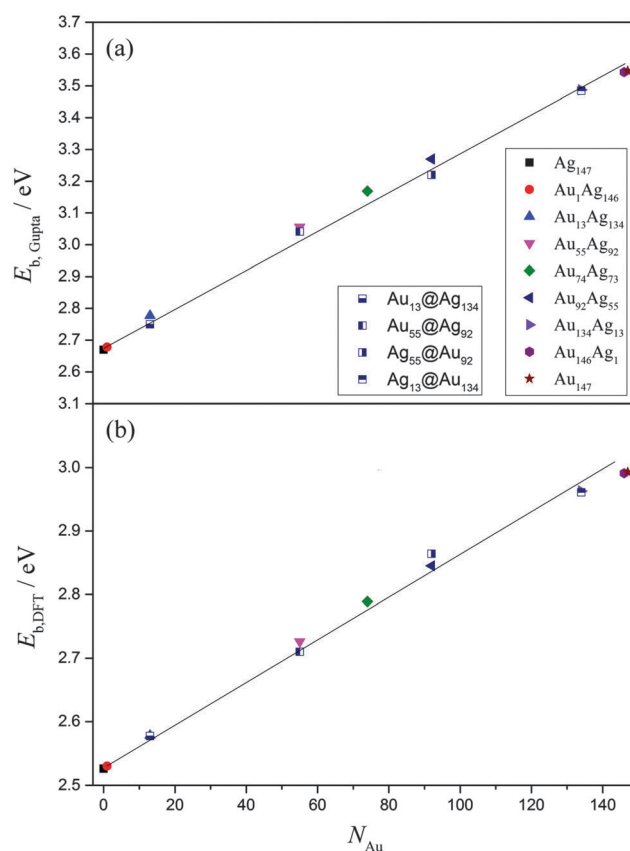 (a)
3.7
3.6
3.5
3.4
3.3
3.2
3.1
3.0
2.9
2.8
2.7
2.6
3.1
E_b, Gupta / eV
Au₁₃@Ag₁₃₄
Au₅₅@Ag₉₂
Ag₅₅@Au₉₂
Ag₁₃@Au₁₃₄
Ag₁₄₇
Au₁Ag₁₄₆
Au₁₃Ag₁₃₄
Au₅₅Ag₉₂
Au₇₄Ag₇₃
Au₉₂Ag₅₅
Au₁₃₄Ag₁₃
Au₁₄₆Ag₁
Au₁₄₇
(b)
3.0
2.9
2.8
2.7
2.6
2.5
E_b,DFT / eV
0 20 40 60 80 100 120 140
N_Au